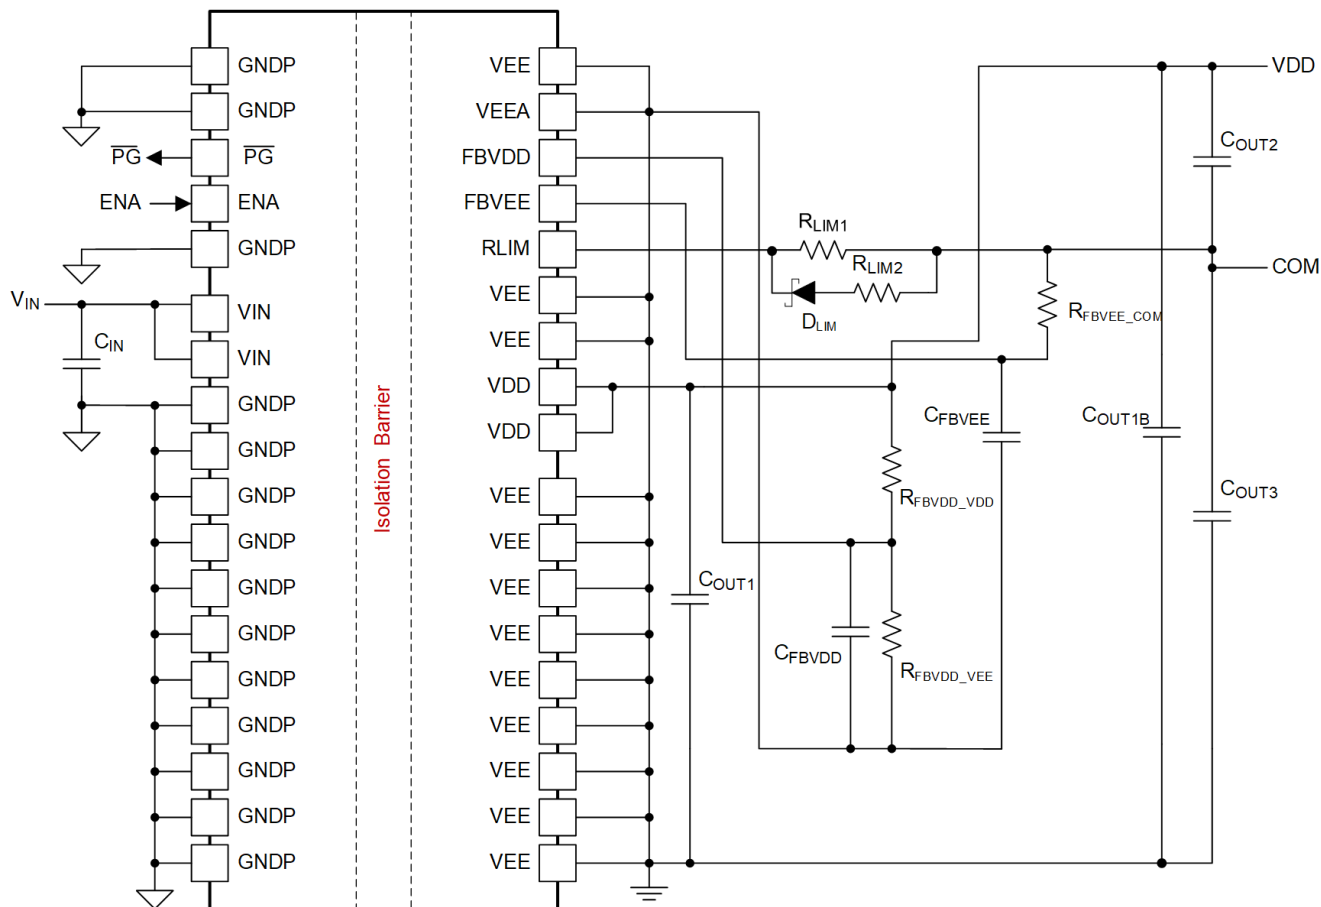 GNDP VEE VDD
GNDP VEEA
PG PG FBVDD COUT2
ENA ENA FBVEE
RLIM1
GNDP RLIM
RLIM2
COM
VIN VEE
VIN DLIM RFBVEE_COM
CIN
VIN VEE
VDD
GNDP
CFBVEE COUT1B
VDD
GNDP
Isolation Barrier
GNDP VEE RFBVDD_VDD COUT3
GNDP VEE
GNDP VEE COUT1
GNDP VEE
CFBVDD
GNDP VEE RFBVDD_VEE
GNDP VEE
GNDP VEE
GNDP VEE
GNDP VEE